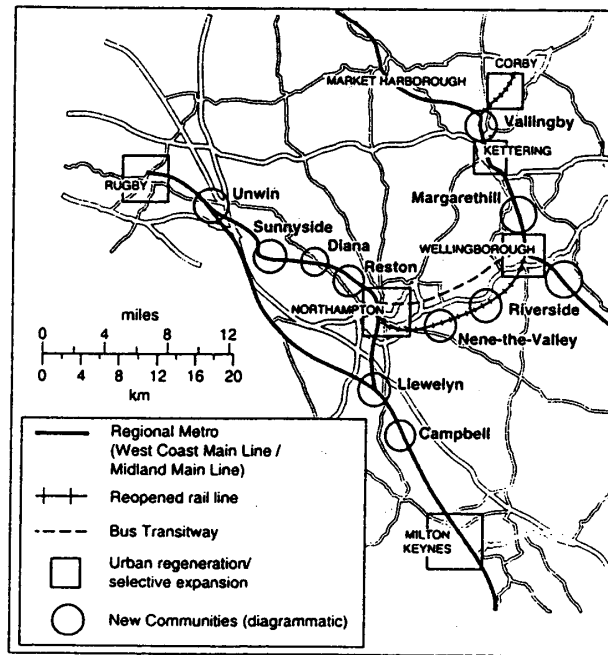 CORBY
MARKET HARBOROUGH
Vallingby
KETTERING
Margarethill
RUGBY
Unwin
Sunnyside
Diana
Reston
WELLINGBOROUGH
NORTHAMPTON
Riverside
Nene-the-Valley
Llewelyn
Campbell
MILTON
KEYNES
miles
0 4 8 12
0 4 8 12 16 20
km
Regional Metro
(West Coast Main Line /
Midland Main Line)
Reopened rail line
Bus Transitway
Urban regeneration/
selective expansion
New Communities (diagrammatic)